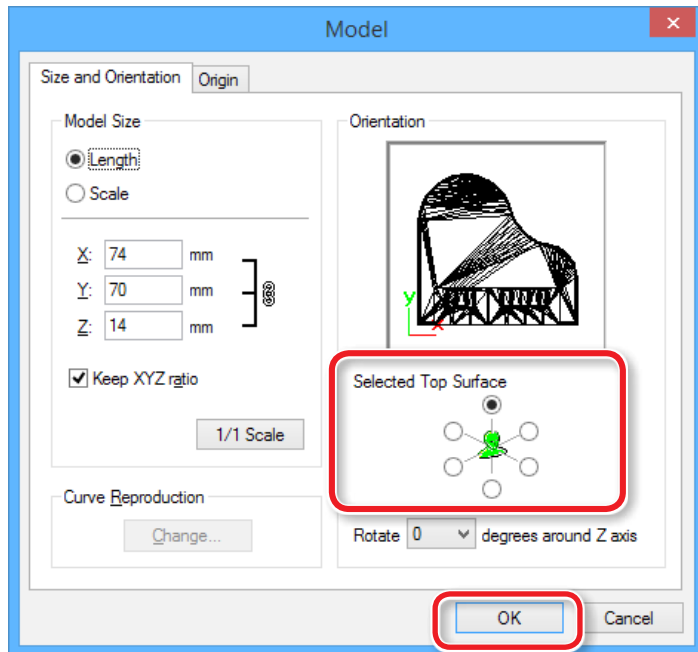 Model
Size and Orientation
Origin
Model Size
Length
Scale
X: 74 mm
Y: 70 mm
Z: 14 mm
Keep XYZ ratio
1/1 Scale
Curve Reproduction
Change...
Orientation
y
x
Selected Top Surface
Rotate 0 degrees around Z axis
OK
Cancel